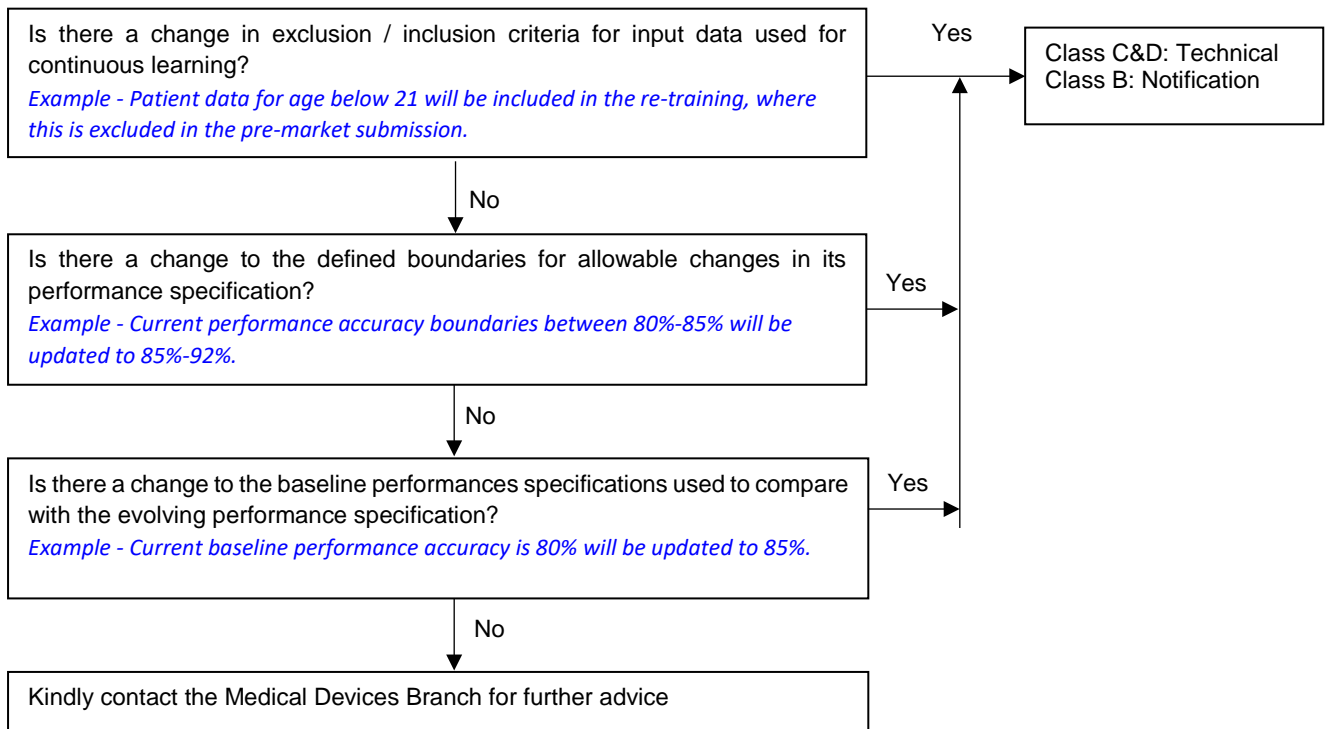 Is there a change in exclusion / inclusion criteria for input data used for
continuous learning?
Example - Patient data for age below 21 will be included in the re-training, where
this is excluded in the pre-market submission.
Yes
Class C&D: Technical
Class B: Notification
No
Is there a change to the defined boundaries for allowable changes in its
performance specification?
Example - Current performance accuracy boundaries between 80%-85% will be
updated to 85%-92%.
Yes
No
Is there a change to the baseline performances specifications used to compare
with the evolving performance specification?
Example - Current baseline performance accuracy is 80% will be updated to 85%.
Yes
No
Kindly contact the Medical Devices Branch for further advice